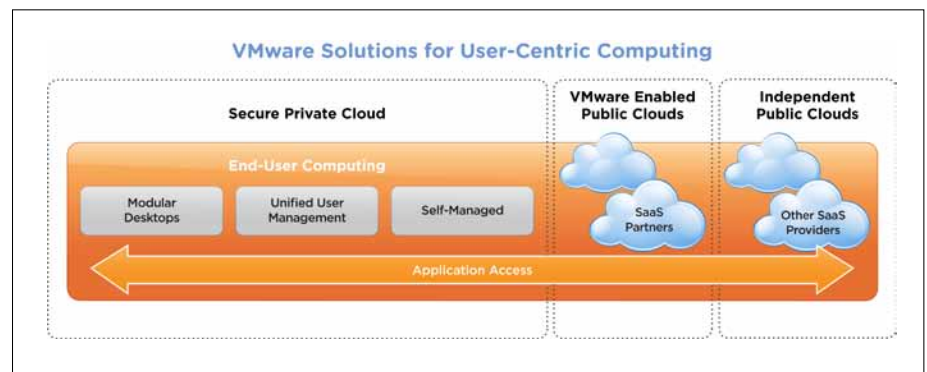 VMware Solutions for User-Centric Computing
Secure Private Cloud
VMware Enabled
Public Clouds
Independent
Public Clouds
End-User Computing
Modular
Desktops
Unified User
Management
Self-Managed
SaaS
Partners
Other SaaS
Providers
Application Access